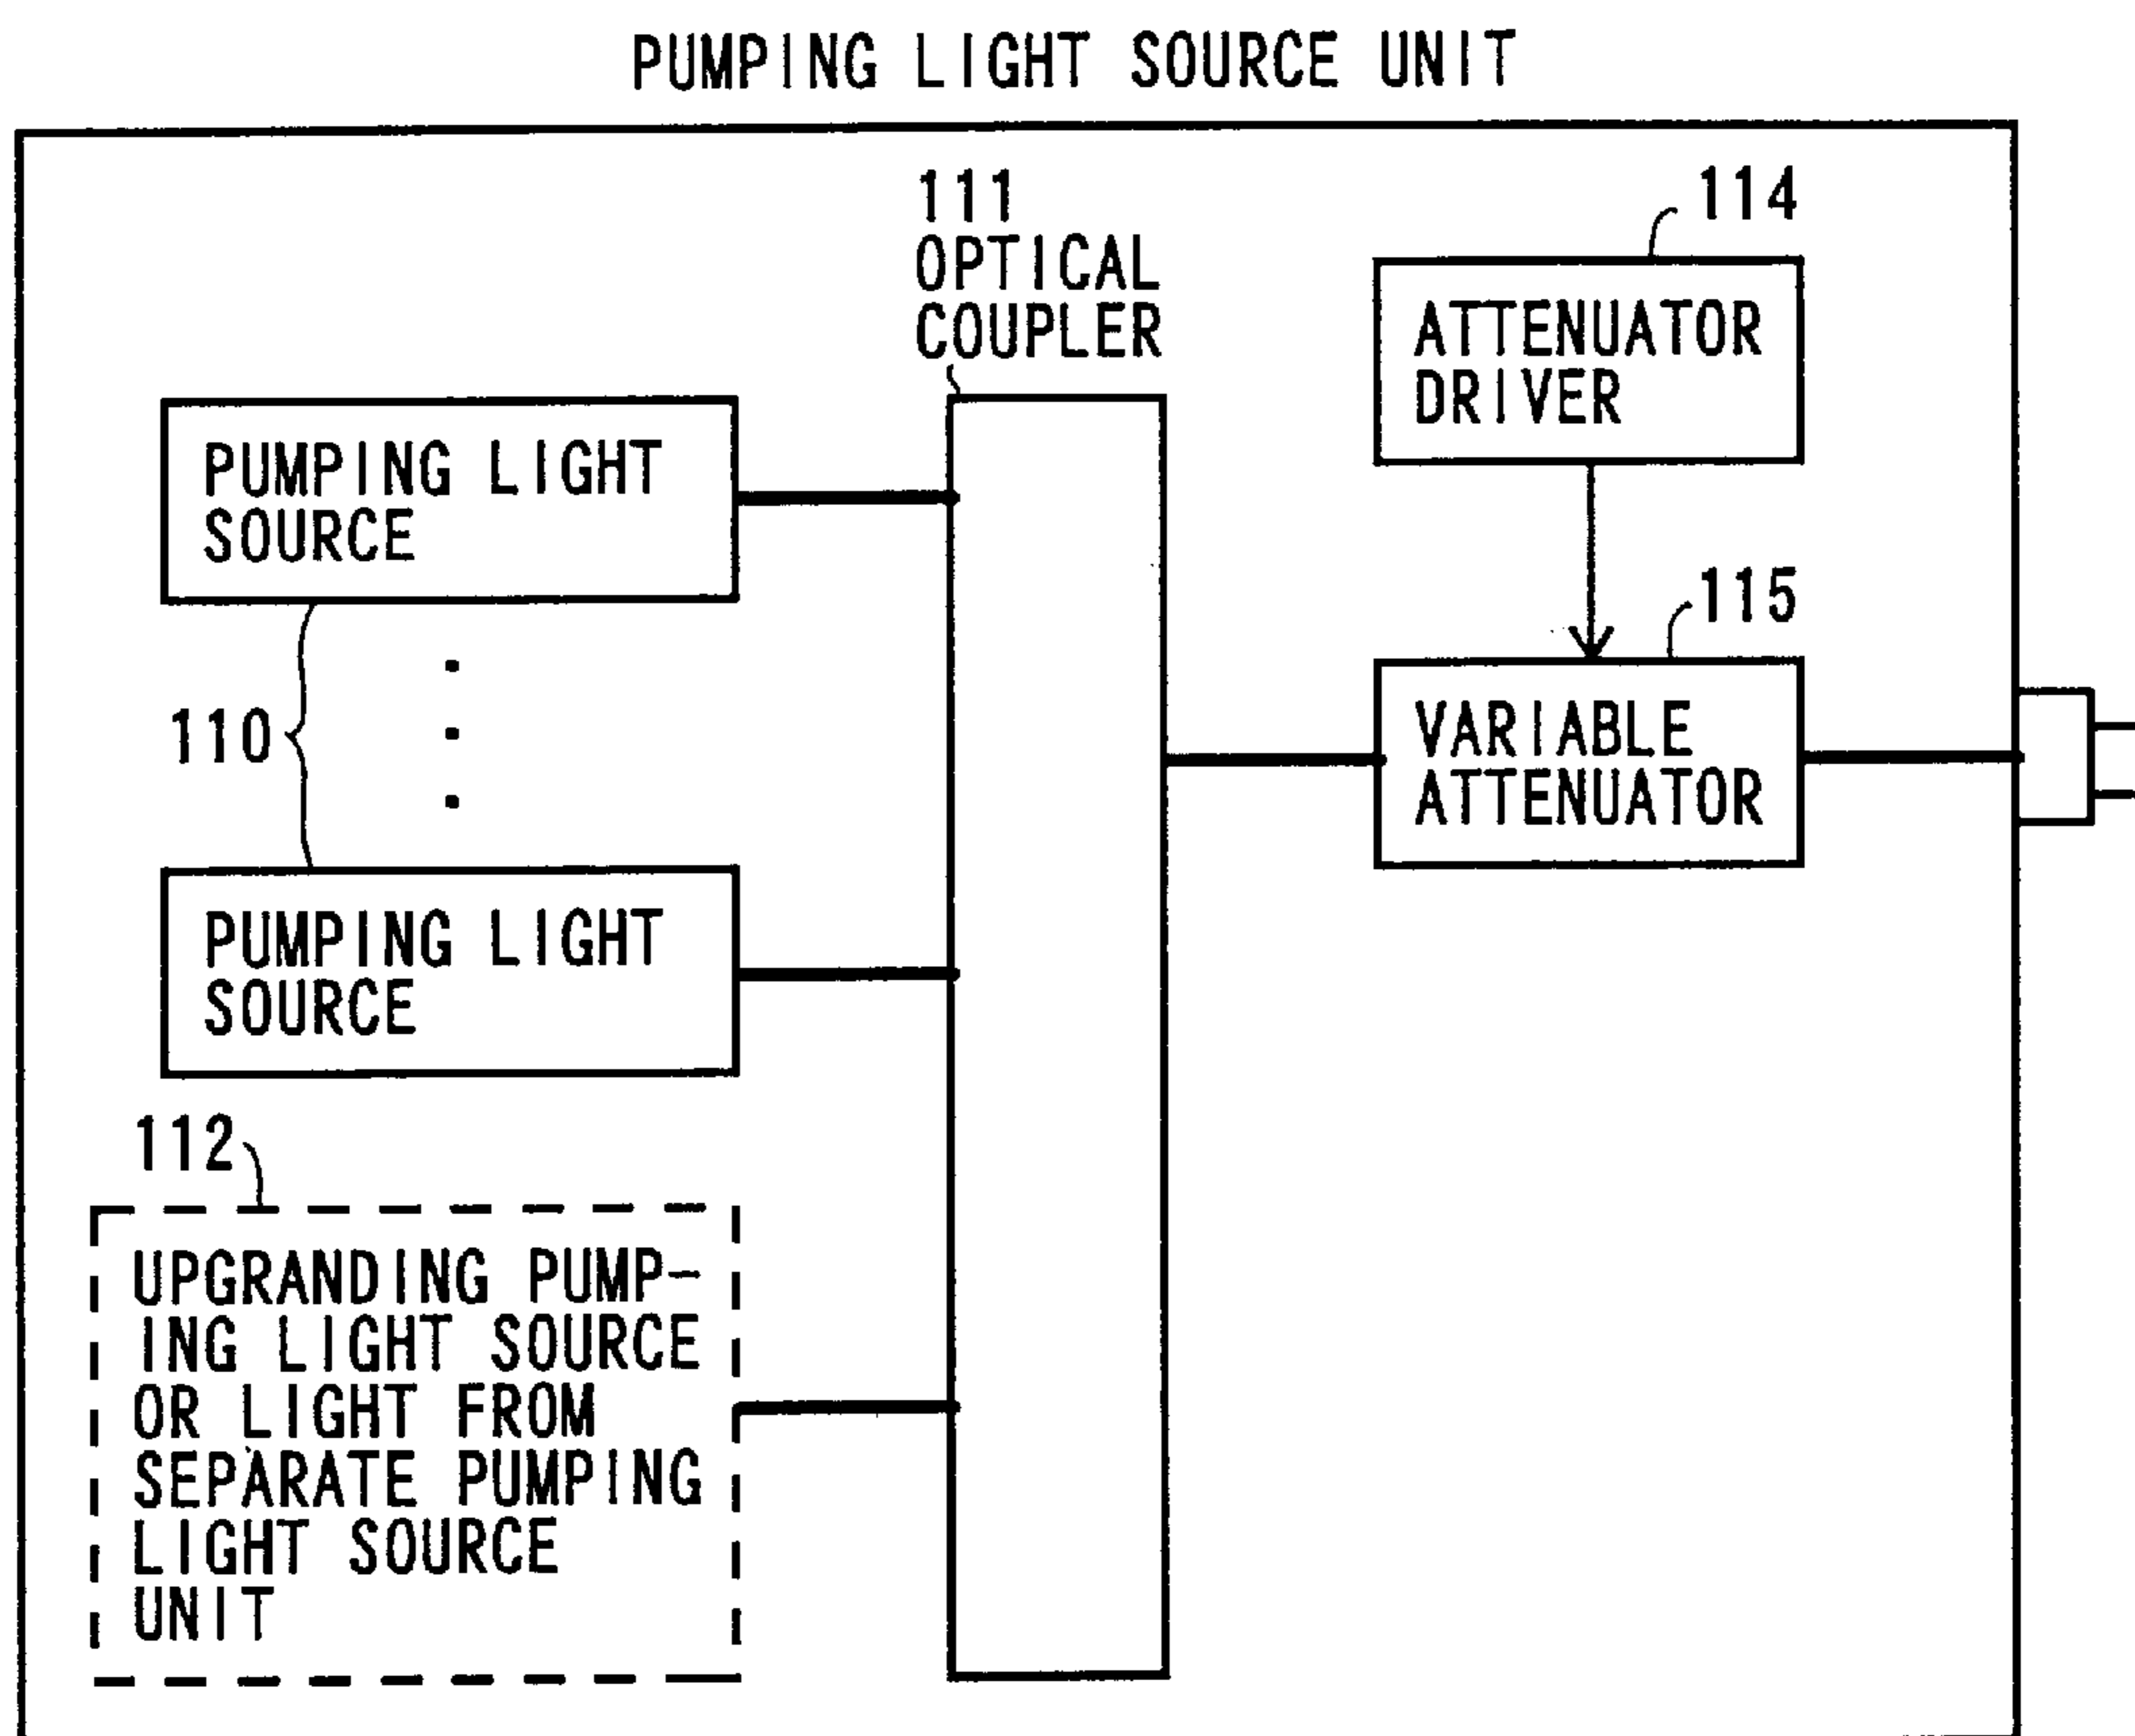 PUMPING LIGHT SOURCE UNIT
111
OPTICAL
COUPLER
114
ATTENUATOR
DRIVER
PUMPING LIGHT
SOURCE
110
115
VARIABLE
ATTENUATOR
PUMPING LIGHT
SOURCE
112
UPGRANDING PUMP-
ING LIGHT SOURCE
OR LIGHT FROM
SEPARATE PUMPING
LIGHT SOURCE
UNIT